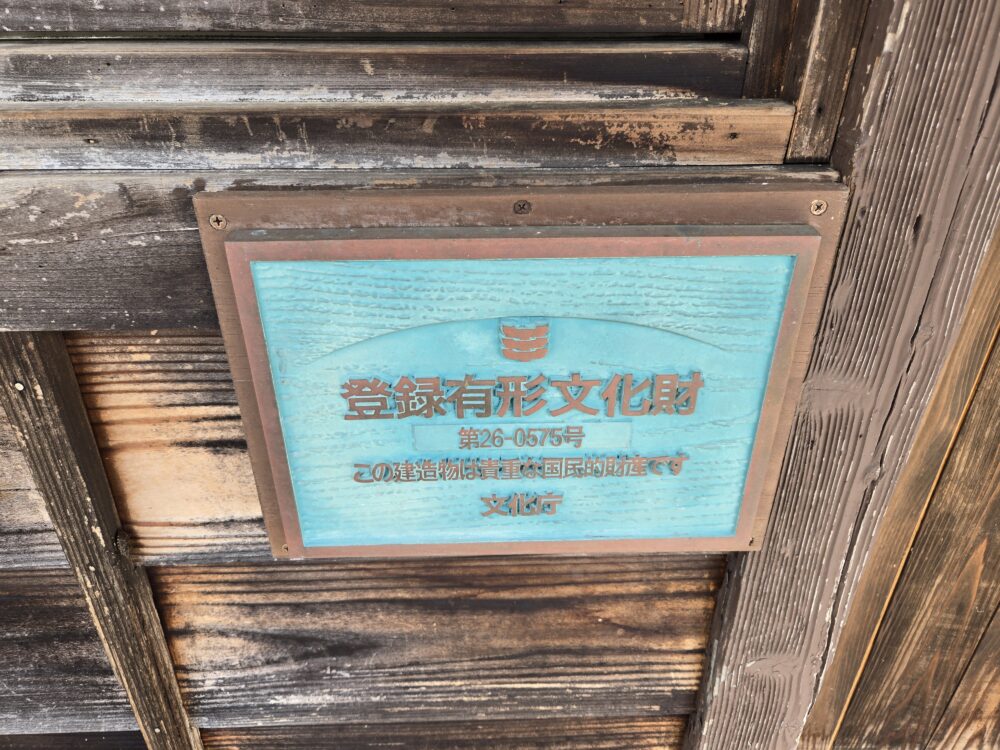 登録有形文化財
第26-0575号
この建造物は貴重な国民的財産です
文化庁